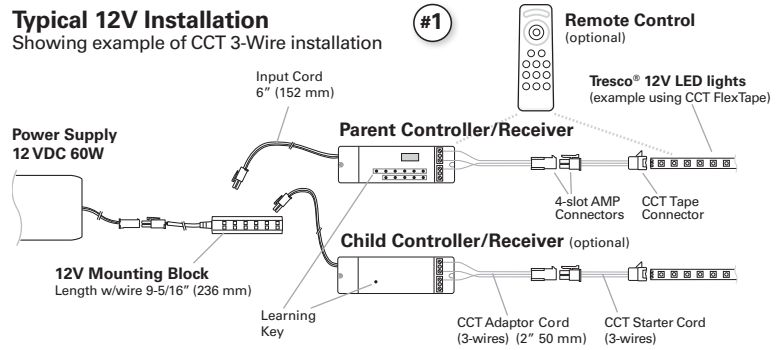 Typical 12V Installation
Showing example of CCT 3-Wire installation
#1
Remote Control
(optional)
Input Cord
6” (152 mm)
Tresco® 12V LED lights
(example using CCT FlexTape)
Power Supply
12 VDC 60W
Parent Controller/Receiver
4-slot AMP
Connectors
CCT Tape
Connector
Child Controller/Receiver (optional)
12V Mounting Block
Length w/wire 9-5/16” (236 mm)
Learning
Key
CCT Adaptor Cord
(3-wires) (2” 50 mm)
CCT Starter Cord
(3-wires)